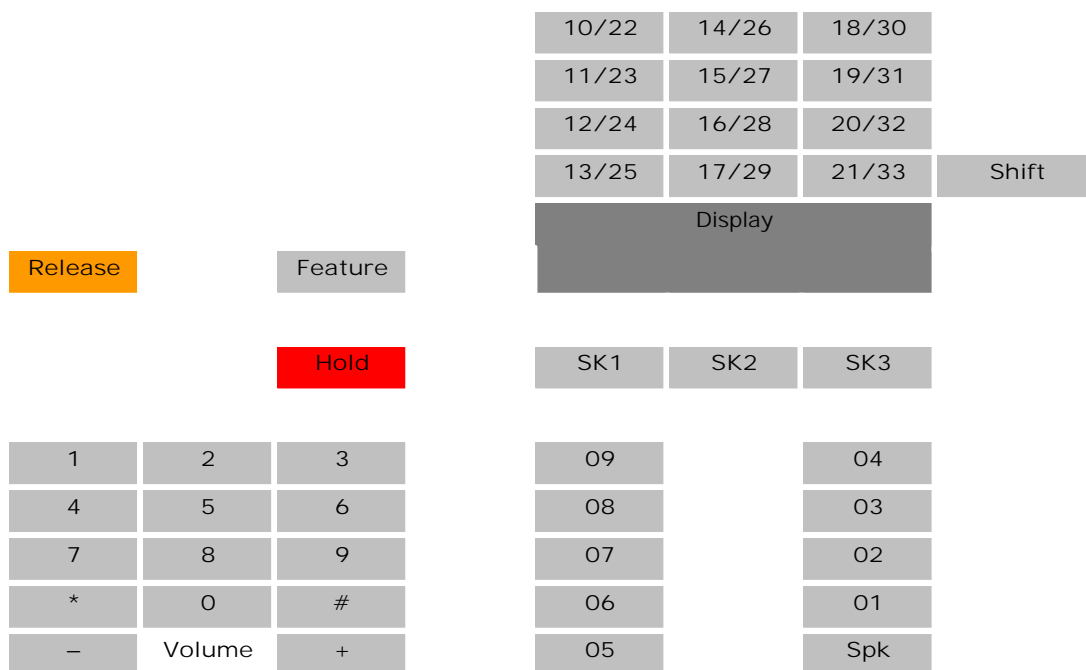 10/22 14/26 18/30
11/23 15/27 19/31
12/24 16/28 20/32
13/25 17/29 21/33 Shift
Display
Release Feature
Hold SK1 SK2 SK3
1 2 3 09 04
4 5 6 08 03
7 8 9 07 02
* 0 # 06 01
– Volume + 05 Spk